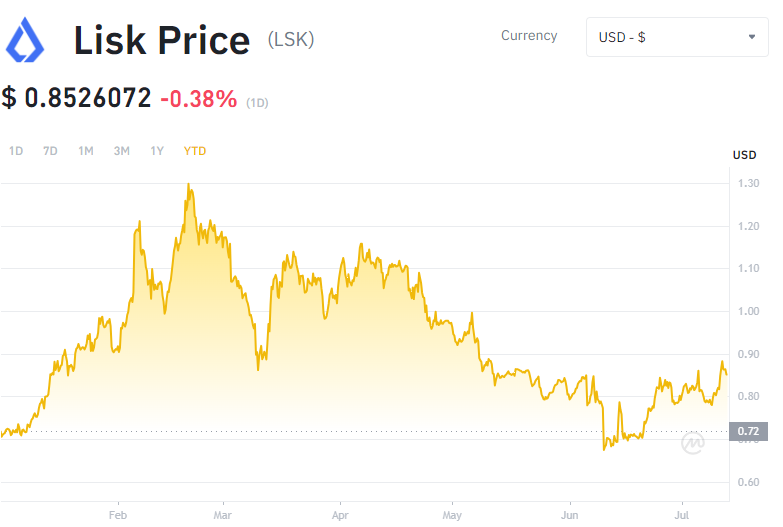 Lisk Price (LSK)
Currency
USD - $
$ 0.8526072 -0.38% (1D)
1D 7D 1M 3M 1Y YTD
USD
1.30
1.20
1.10
1.00
0.90
0.80
0.72
0.60
Feb Mar Apr May Jun Jul